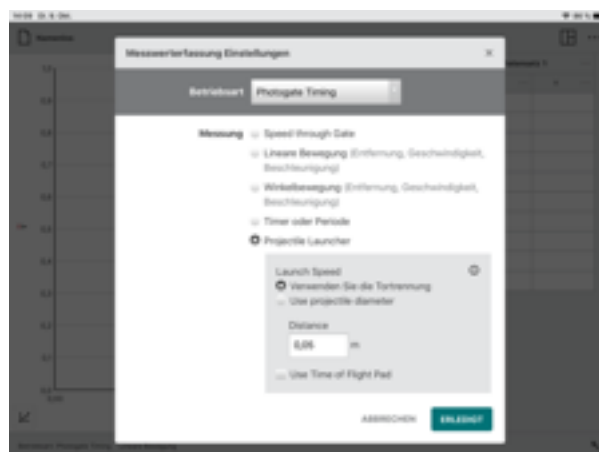 Messwerterfassung Einstellungen
Betriebsart Photogate Timing
Messung Speed through Gate
Lineare Bewegung (Entfernung, Geschwindigkeit,
Beschleunigung)
Winkelbewegung (Entfernung, Geschwindigkeit,
Beschleunigung)
Timer oder Periode
Projectile Launcher
Launch Speed
Verwenden Sie die Tortrennung
Use projectile diameter
Distance
0,05 m
Use Time of Flight Pad
ABBRECHEN ERLEDIGT